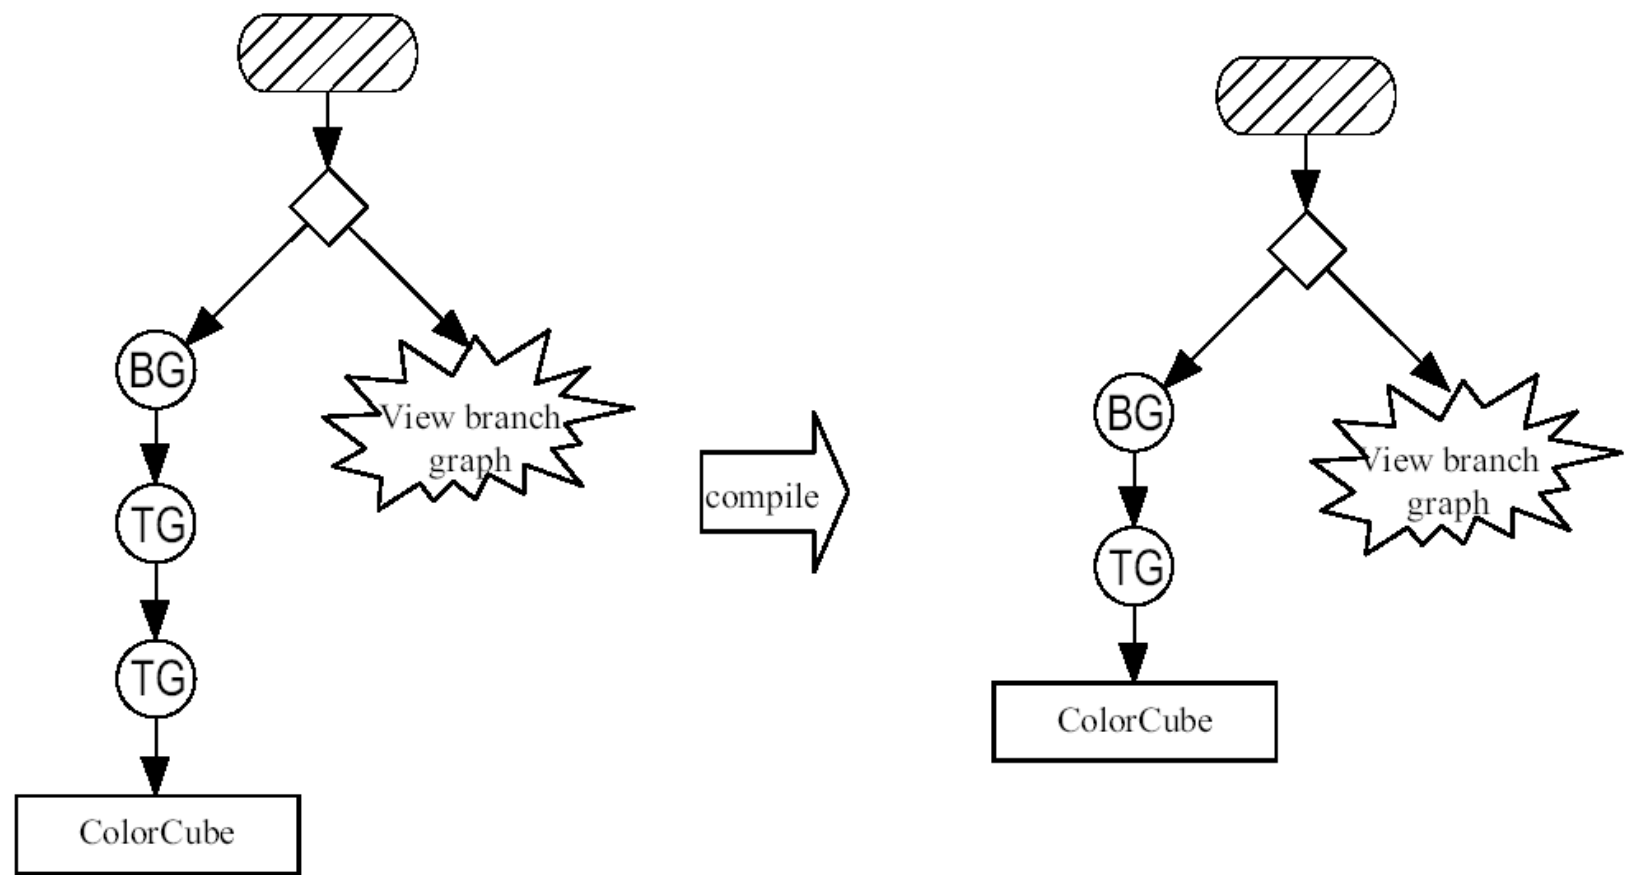 BG
View branch
graph
TG
TG
ColorCube
compile
BG
View branch
graph
TG
ColorCube